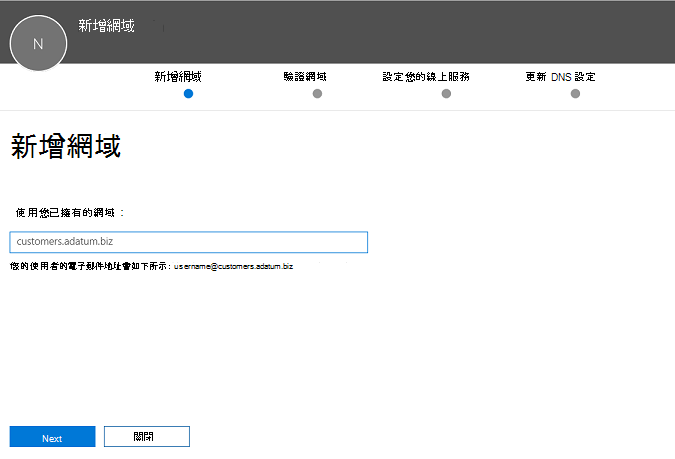 新增網域
N
新增網域
驗證網域
設定您的線上服務
更新 DNS 設定
新增網域
使用您已擁有的網域：
customers.adatum.biz
您的使用者的電子郵件地址會如下所示: username@customers.adatum.biz
Next
關閉